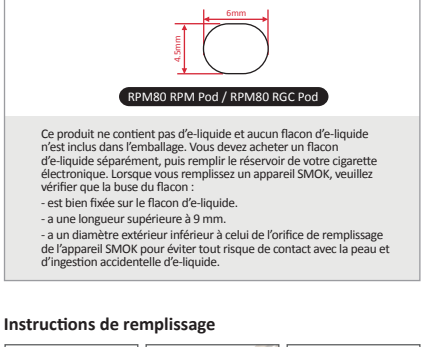 6mm
4.5mm
RPM80 RPM Pod / RPM80 RGC Pod
Ce produit ne contient pas d'e-liquide et aucun flacon d'e-liquide
n'est inclus dans l'emballage. Vous devez acheter un flacon
d'e-liquide séparément, puis remplir le réservoir de votre cigarette
électronique. Lorsque vous remplissez un appareil SMOK, veuillez
vérifier que la buse du flacon :
- est bien fixée sur le flacon d'e-liquide.
- a une longueur supérieure à 9 mm.
- a un diamètre extérieur inférieur à celui de l'orifice de remplissage
de l'appareil SMOK pour éviter tout risque de contact avec la peau et
d'ingestion accidentelle d'e-liquide.
Instructions de remplissage